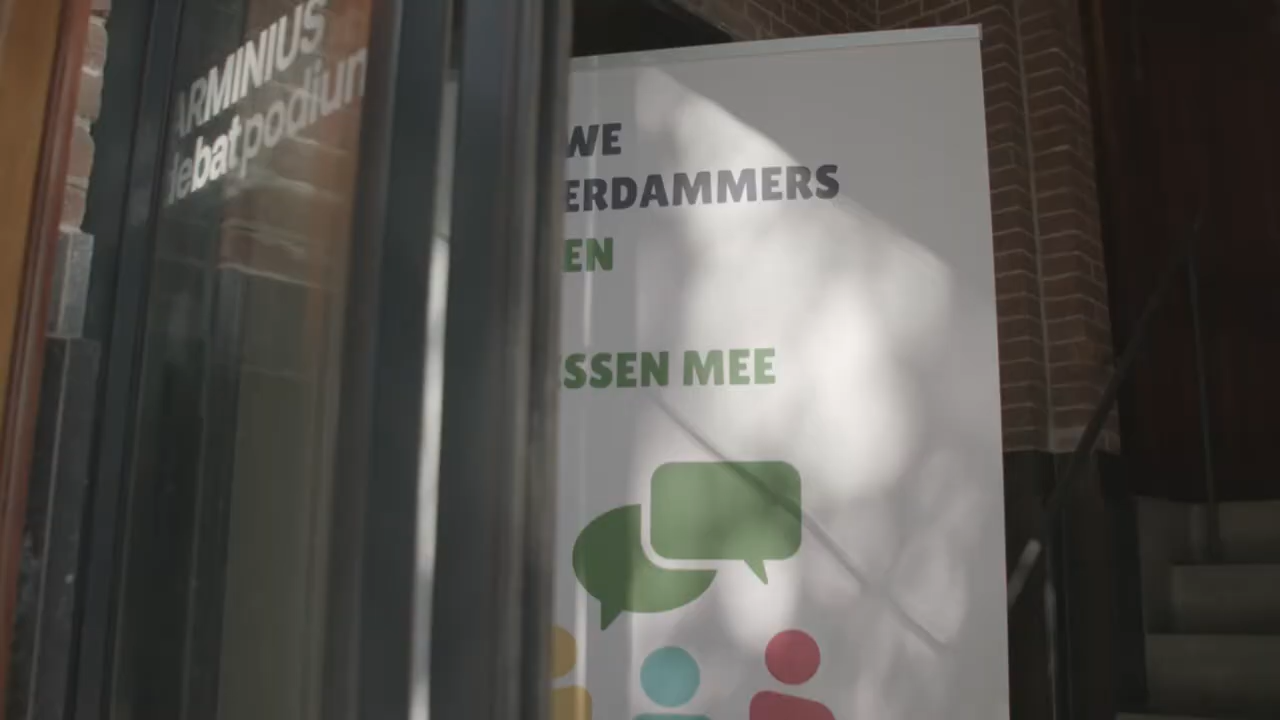 ARMINIUS
debatpodium
WE
ERDAMMERS
EN
SSEN MEE